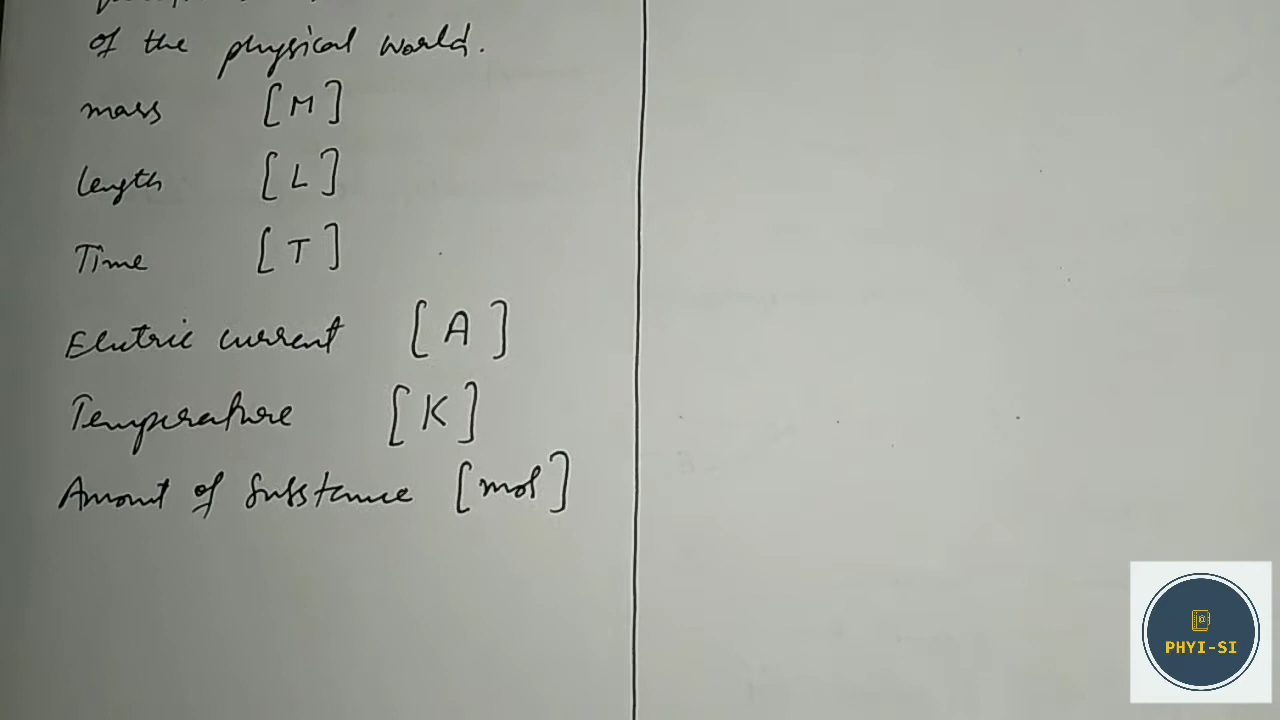 of the physical world.
mass [M]
length [L]
Time [T]
Electric current [A]
Temperature [K]
Amount of Substance [mol]
PHYI-SI